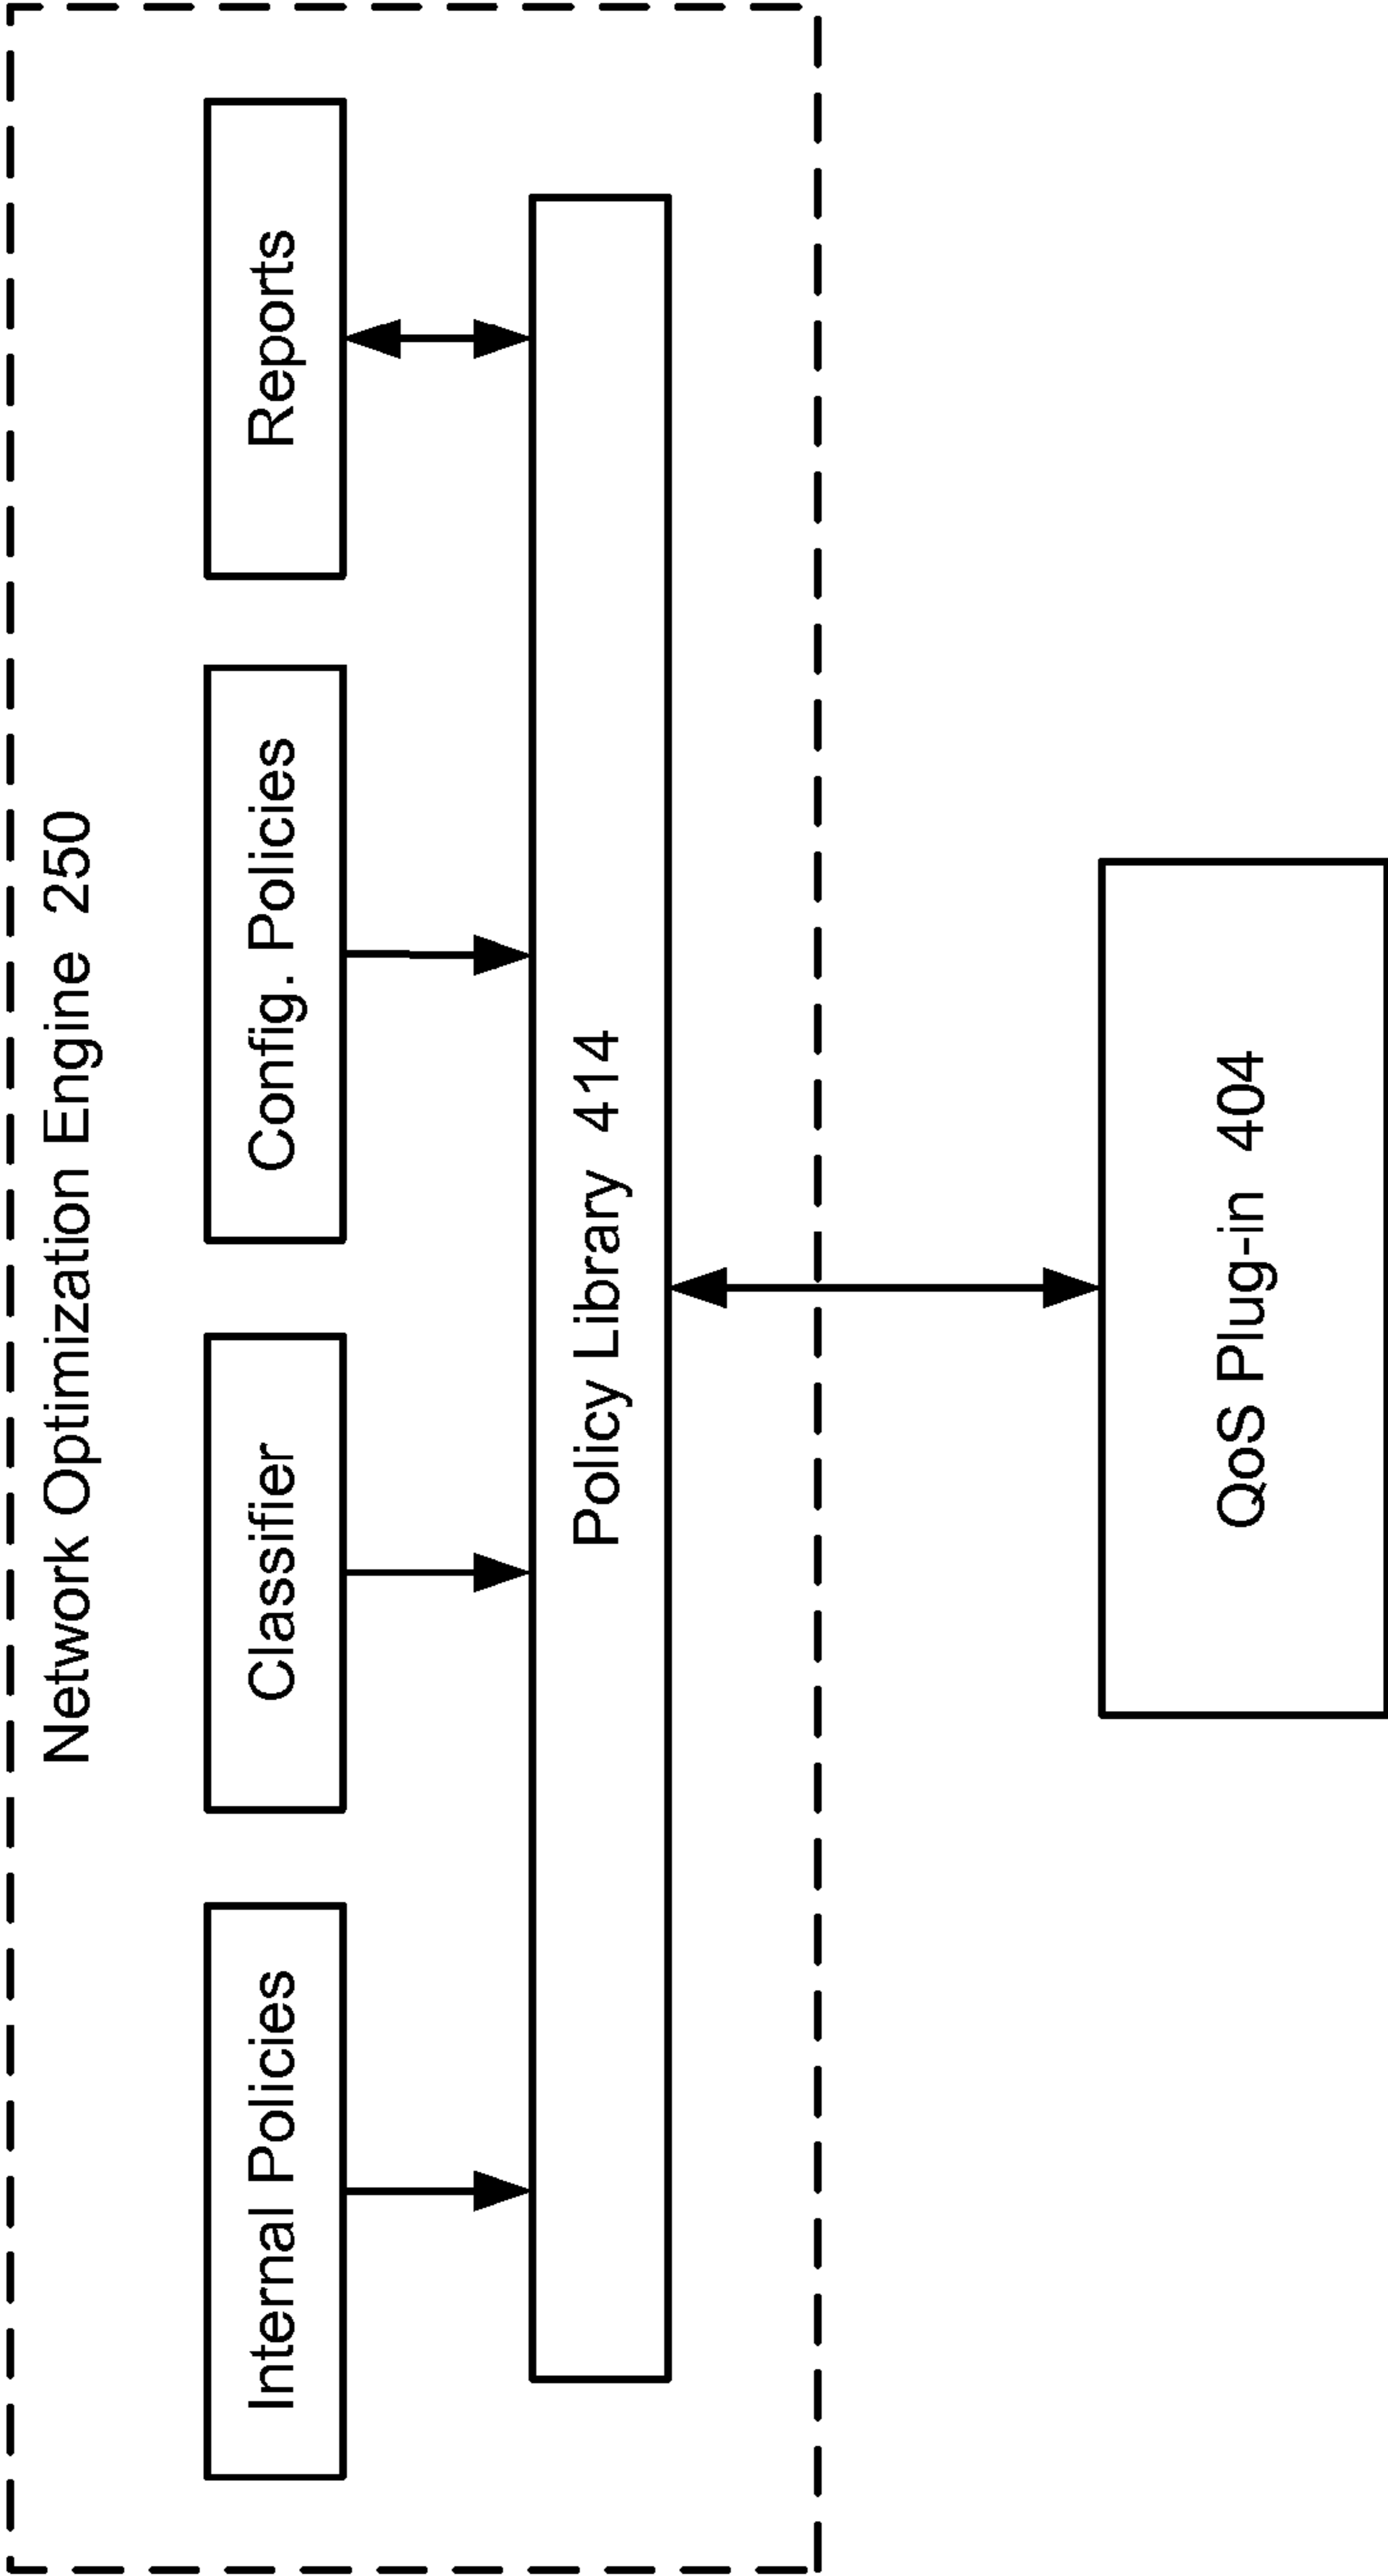 Network Optimization Engine 250
Internal Policies
Classifier
Config. Policies
Reports
Policy Library 414
QoS Plug-in 404